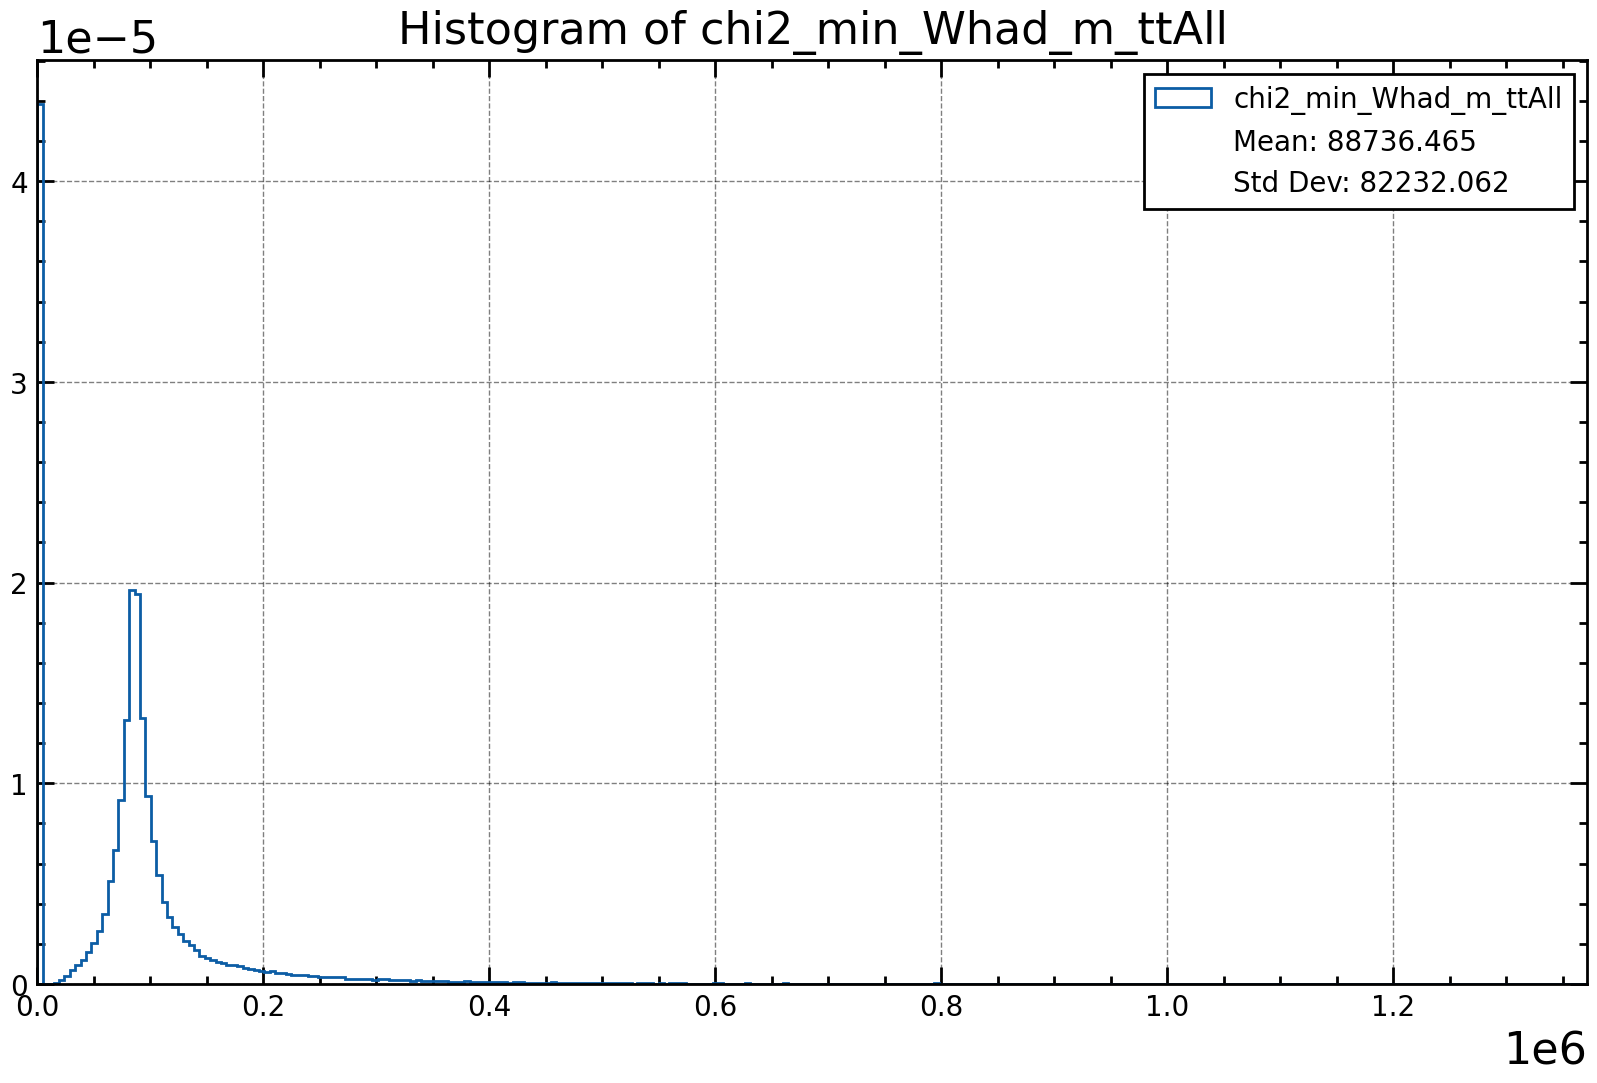 Histogram of chi2_min_Whad_m_ttAll
1e−5
chi2_min_Whad_m_ttAll
Mean: 88736.465
Std Dev: 82232.062
4
3
2
1
0
0.0 0.2 0.4 0.6 0.8 1.0 1.2
1e6